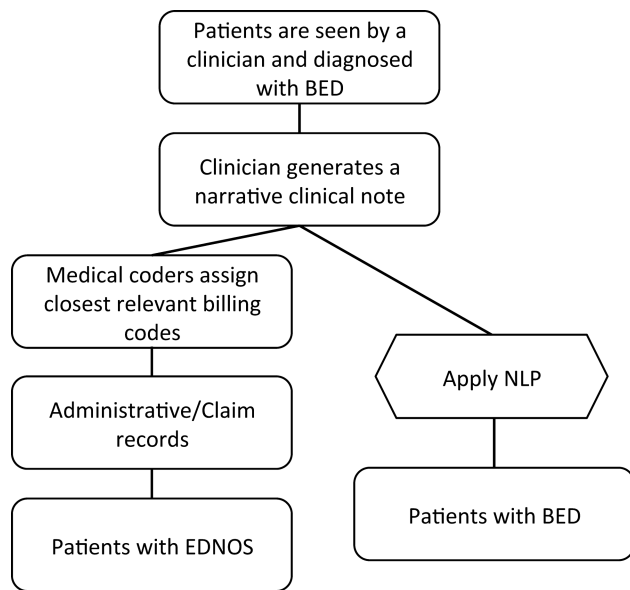 Patients are seen by a
clinician and diagnosed
with BED
Clinician generates a
narrative clinical note
Medical coders assign
closest relevant billing
codes
Administrative/Claim
records
Patients with EDNOS
Apply NLP
Patients with BED